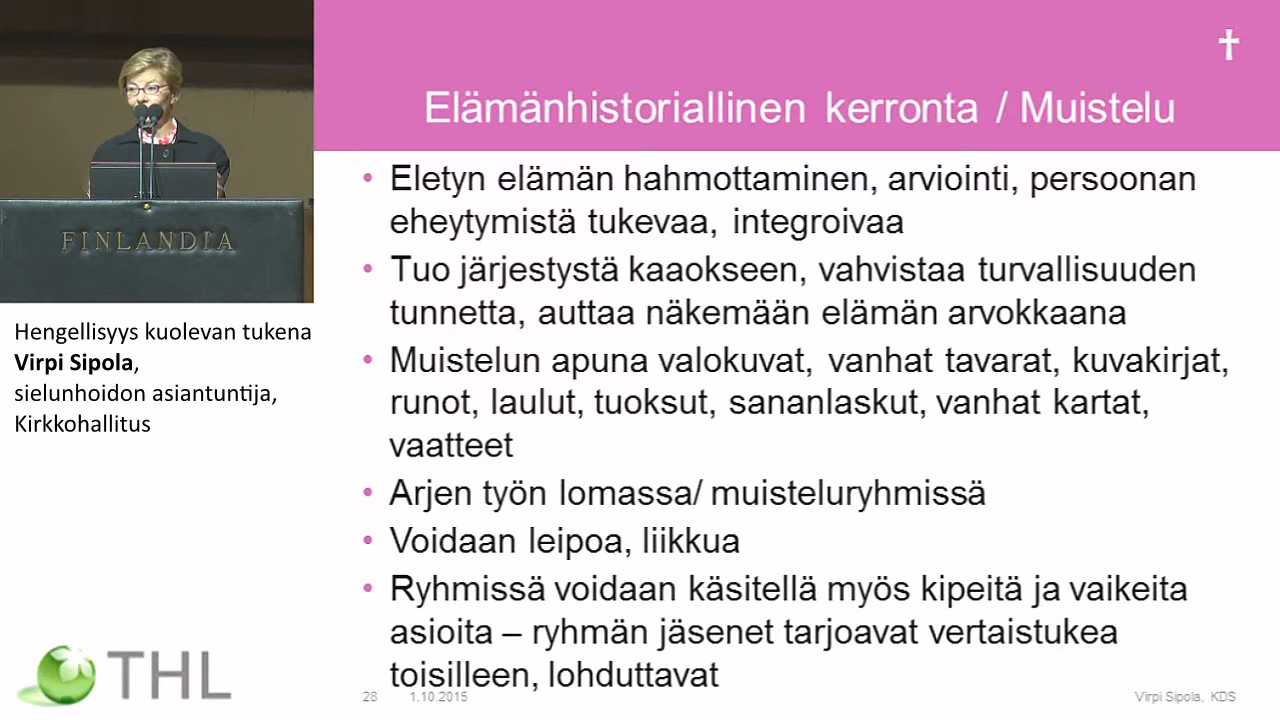 FINLANDIA
Hengellisyys kuolevan tukena
Virpi Sipola,
sielunhoidon asiantuntija,
Kirkkohallitus
THL
Elämänhistoriallinen kerronta / Muistelu
• Eletyn elämän hahmottaminen, arviointi, persoonan
eheytymistä tukevaa, integroivaa
• Tuo järjestystä kaaokseen, vahvistaa turvallisuuden
tunnetta, auttaa näkemään elämän arvokkaana
• Muistelun apuna valokuvat, vanhat tavarat, kuvakirjat,
runot, laulut, tuoksut, sananlaskut, vanhat kartat,
vaatteet
• Arjen työn lomassa/ muisteluryhmissä
• Voidaan leipoa, liikkua
• Ryhmissä voidaan käsitellä myös kipeitä ja vaikeita
asioita – ryhmän jäsenet tarjoavat vertaistukea
toisilleen, lohduttavat
28 1.10.2015 Virpi Sipola, KDS